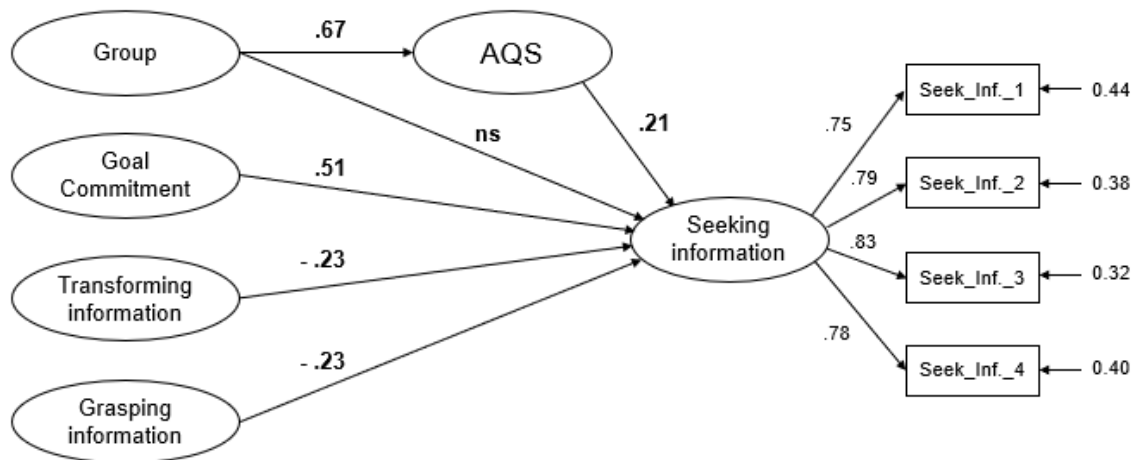 Group
.67
AQS
ns
.21
Goal
Commitment
.51
Transforming
information
- .23
Grasping
information
- .23
Seeking
information
.75
Seek_Inf._1
0.44
.79
Seek_Inf._2
0.38
.83
Seek_Inf._3
0.32
.78
Seek_Inf._4
0.40